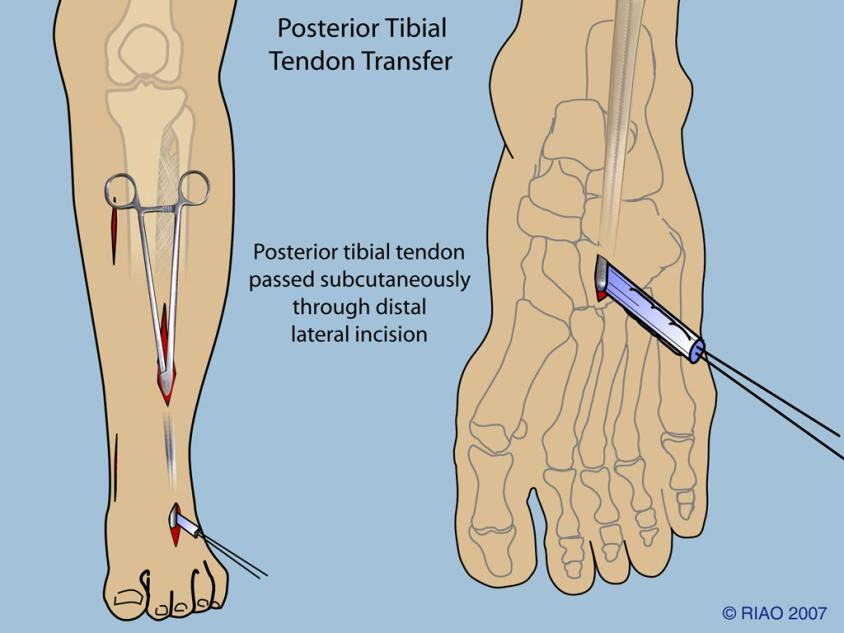 Posterior Tibial
Tendon Transfer
Posterior tibial tendon
passed subcutaneously
through distal
lateral incision
© RIAO 2007